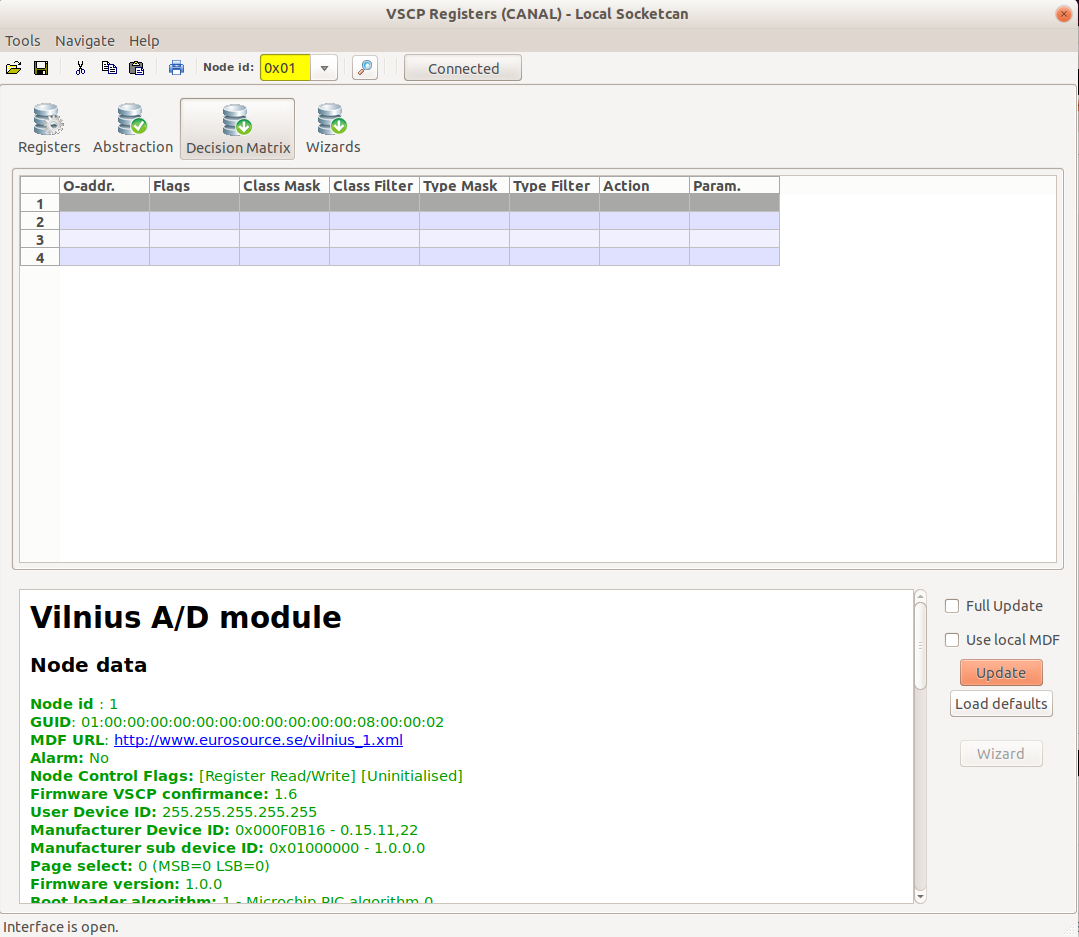 VSCP Registers (CANAL) - Local Socketcan
Tools Navigate Help
Node id: 0x01 Connected
Registers Abstraction Decision Matrix Wizards
O-addr. Flags Class Mask Class Filter Type Mask Type Filter Action Param.
1
2
3
4
Vilnius A/D module
Node data
Node id : 1
GUID: 01:00:00:00:00:00:00:00:00:00:00:00:08:00:00:02
MDF URL: http://www.eurosource.se/vilnius_1.xml
Alarm: No
Node Control Flags: [Register Read/Write] [Uninitialised]
Firmware VSCP confirmance: 1.6
User Device ID: 255.255.255.255.255
Manufacturer Device ID: 0x000F0B16 - 0.15.11,22
Manufacturer sub device ID: 0x01000000 - 1.0.0.0
Page select: 0 (MSB=0 LSB=0)
Firmware version: 1.0.0
Boot loader algorithm: 1 - Microchip PIC algorithm 0
Full Update
Use local MDF
Update
Load defaults
Wizard
Interface is open.